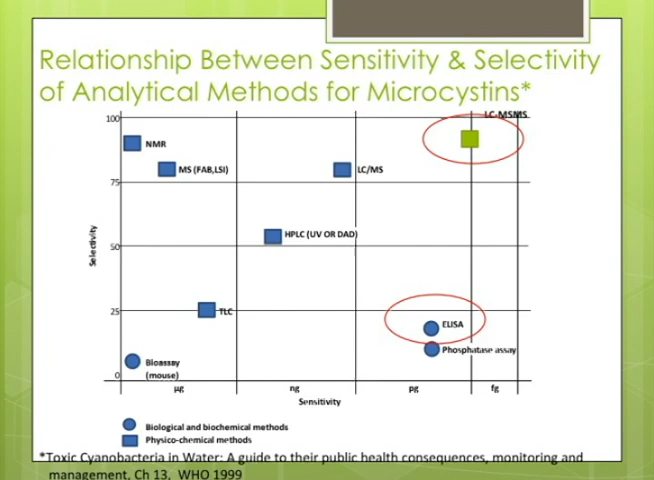 Relationship Between Sensitivity & Selectivity
of Analytical Methods for Microcystins*
LC-MSMS
100
NMR
MS (FAB,LSI)
LC/MS
75
Selectivity
HPLC (UV OR DAD)
50
25
TLC
ELISA
Phosphatase assay
Bioassay
(mouse)
0
µg
ng
pg
fg
Sensitivity
Biological and biochemical methods
Physico-chemical methods
*Toxic Cyanobacteria in Water: A guide to their public health consequences, monitoring and
management, Ch 13, WHO 1999